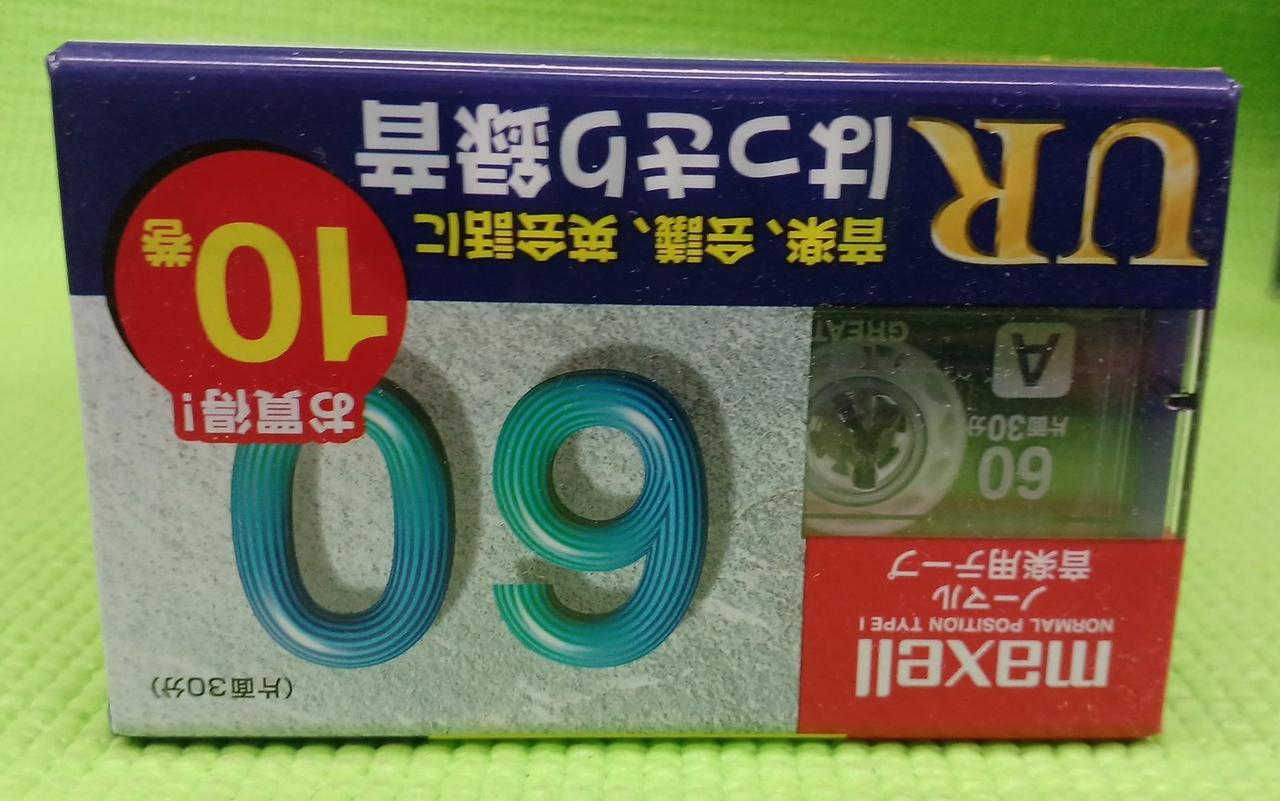 maxell
NORMAL POSITION TYPE I
ノーマル
音楽用テープ
(片面30分)
60
60
片面30分
A
GREAT
お買得!
10巻
UR
音楽、会議、英会話に
はっきり録音